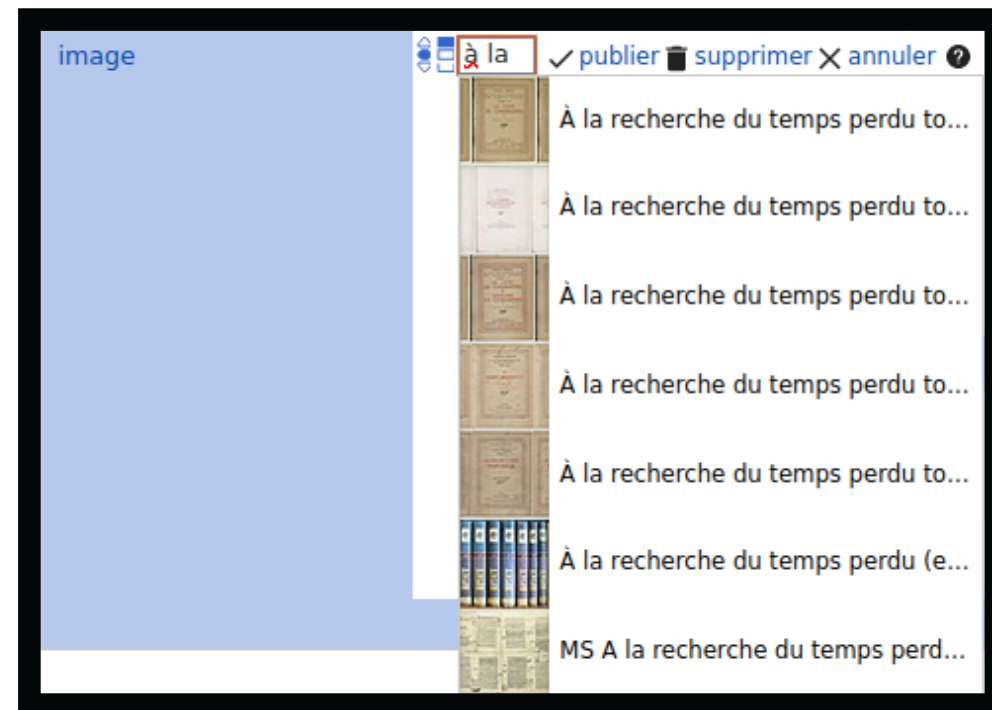 image
à la
publier supprimer annuler ?
À la recherche du temps perdu to...
À la recherche du temps perdu to...
À la recherche du temps perdu to...
À la recherche du temps perdu to...
À la recherche du temps perdu to...
À la recherche du temps perdu (e...
MS A la recherche du temps perd...